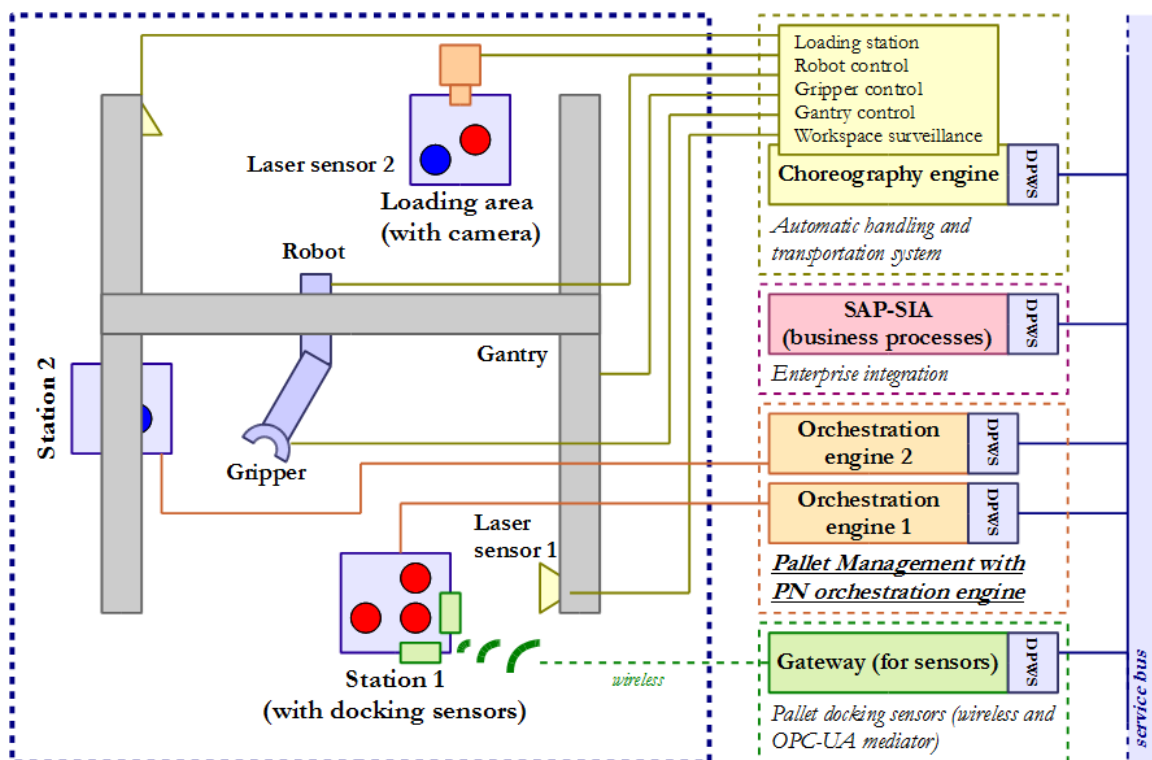 Loading station
Robot control
Gripper control
Gantry control
Workspace surveillance
Choreography engine
DPWS
Automatic handling and
transportation system
Laser sensor 2
Loading area
(with camera)
Robot
Gantry
SAP-SIA
(business processes)
DPWS
Enterprise integration
Station 2
Gripper
Orchestration
engine 2
DPWS
Orchestration
engine 1
DPWS
Pallet Management with
PN orchestration engine
Laser
sensor 1
Station 1
(with docking sensors)
wireless
Gateway (for sensors)
DPWS
Pallet docking sensors (wireless and
OPC-UA mediator)
service bus